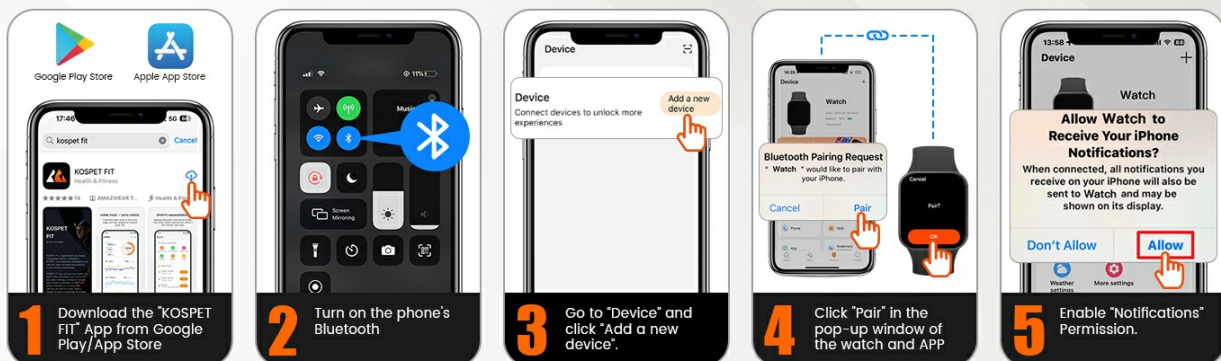 Google Play Store
Apple App Store
17:46
5G
kospet fit
Cancel
KOSPET FIT
Health & Fitness
★★★★★14
AMAZWEAR T...
Health & Fit
1
Download the "KOSPET
FIT" App from Google
Play/App Store
11%
Music
Screen
Mirroring
2
Turn on the phone's
Bluetooth
Device
Device
Connect devices to unlock more
experiences
Add a new
device
3
Go to "Device" and
click "Add a new
device".
Device
Watch
Bluetooth Pairing Request
" Watch " would like to pair with
your iPhone.
Cancel
Pair
Cancel
Pair?
OK
4
Click "Pair" in the
pop-up window of
the watch and APP
13:58
Device
Watch
Allow Watch to
Receive Your iPhone
Notifications?
When connected, all notifications you
receive on your iPhone will also be
sent to Watch and may be
shown on its display.
Don't Allow
Allow
Weather
settings
More settings
5
Enable "Notifications"
Permission.